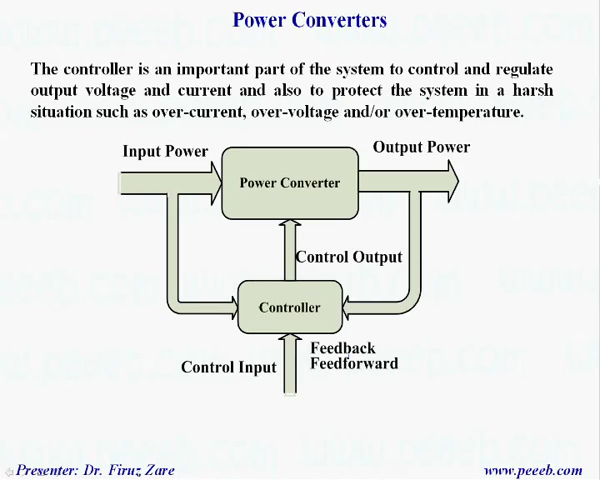 Power Converters
The controller is an important part of the system to control and regulate
output voltage and current and also to protect the system in a harsh
situation such as over-current, over-voltage and/or over-temperature.
Input Power
Output Power
Power Converter
Control Output
Controller
Feedback
Feedforward
Control Input
Presenter: Dr. Firuz Zare
www.peeeb.com